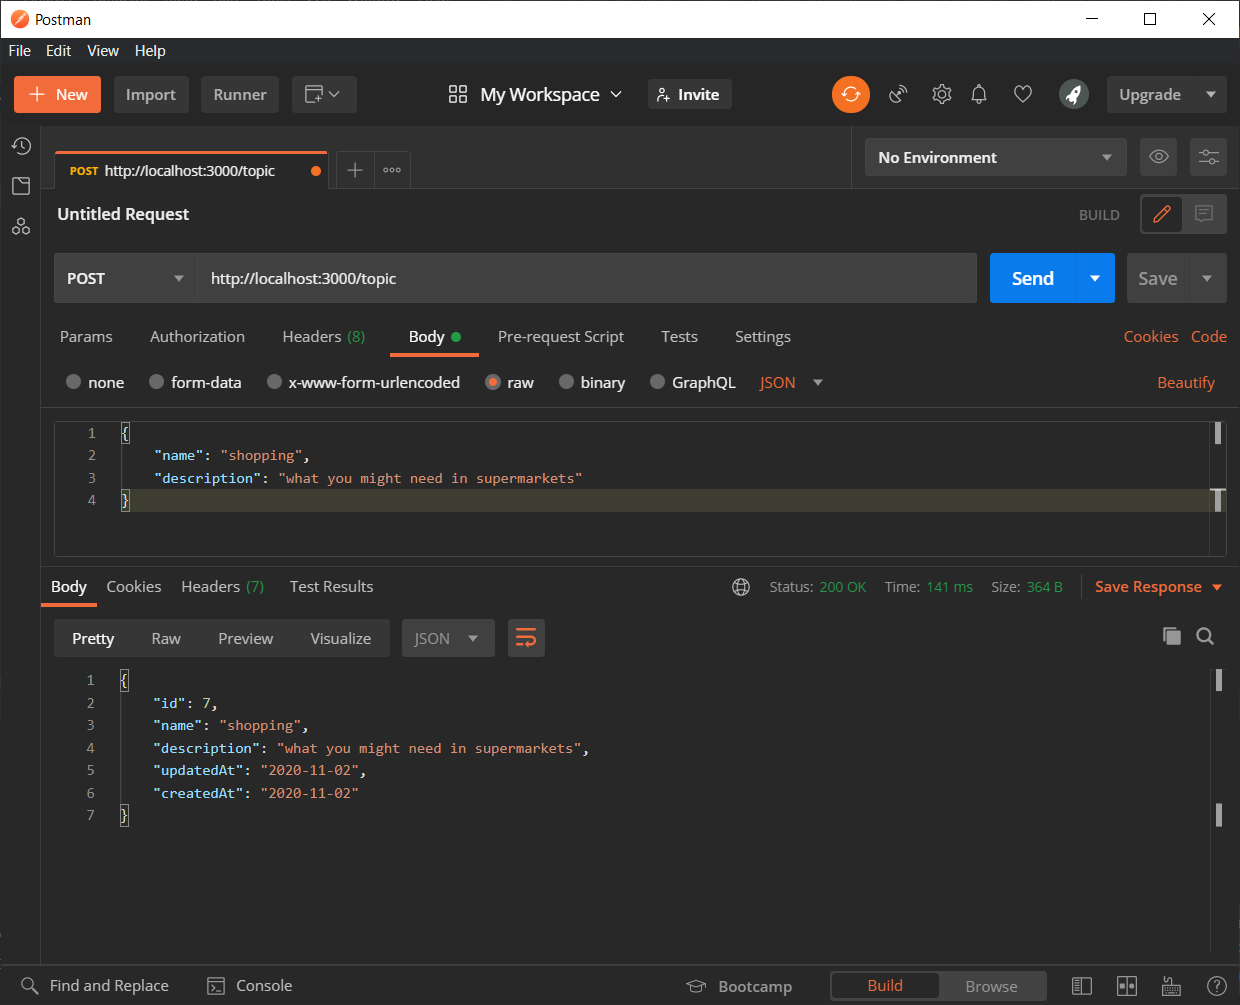 Postman
File Edit View Help
New Import Runner My Workspace Invite Upgrade
POST http://localhost:3000/topic No Environment
Untitled Request BUILD
POST http://localhost:3000/topic Send Save
Params Authorization Headers (8) Body Pre-request Script Tests Settings Cookies Code
none form-data x-www-form-urlencoded raw binary GraphQL JSON Beautify
1 {
2 "name": "shopping",
3 "description": "what you might need in supermarkets"
4 }
Body Cookies Headers (7) Test Results Status: 200 OK Time: 141 ms Size: 364 B Save Response
Pretty Raw Preview Visualize JSON
1 {
2 "id": 7,
3 "name": "shopping",
4 "description": "what you might need in supermarkets",
5 "updatedAt": "2020-11-02",
6 "createdAt": "2020-11-02"
7 }
Find and Replace Console Bootcamp Build Browse